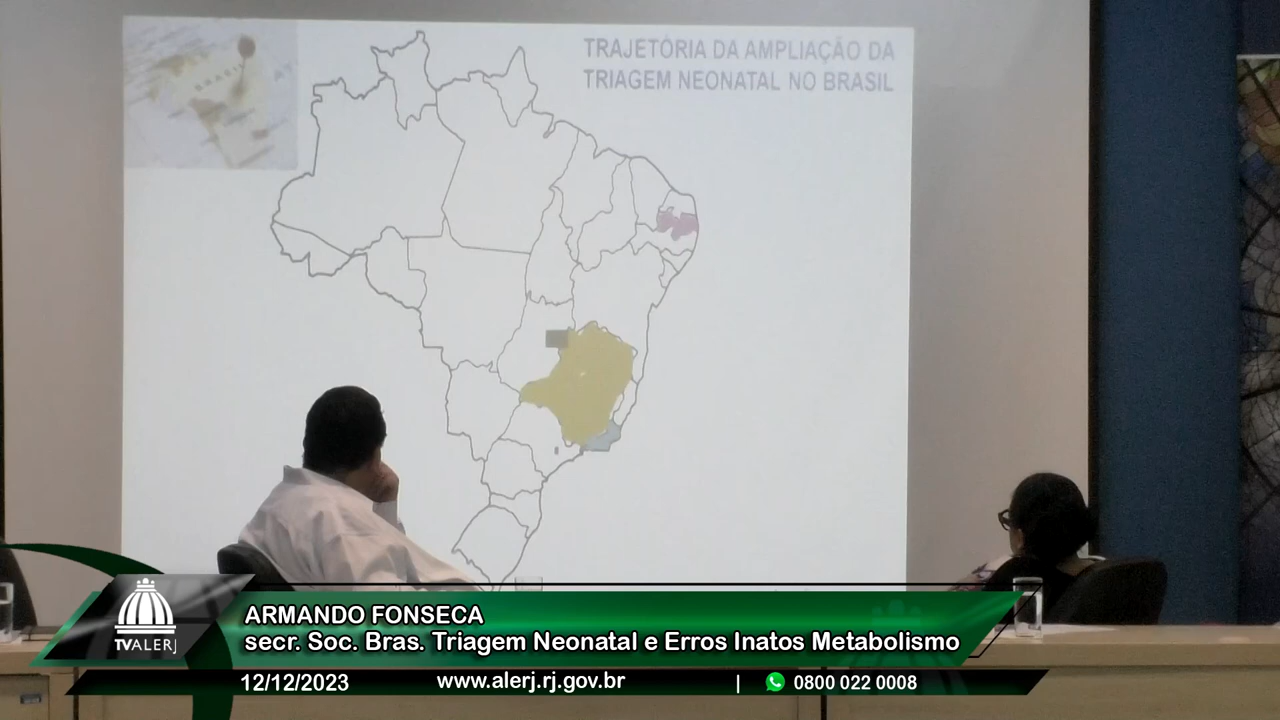 TRAJETÓRIA DA AMPLIAÇÃO DA
TRIAGEM NEONATAL NO BRASIL
BRASIL
ARMANDO FONSECA
secr. Soc. Bras. Triagem Neonatal e Erros Inatos Metabolismo
TVALERJ
12/12/2023 www.alerj.rj.gov.br | 0800 022 0008